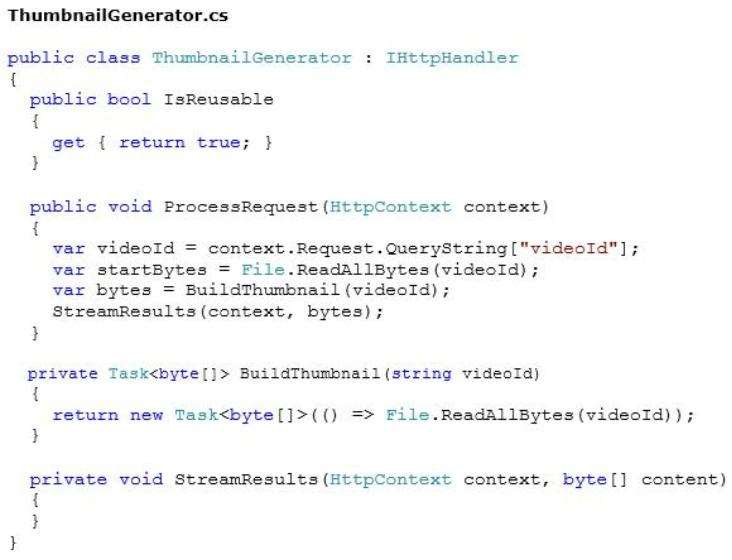 ThumbnailGenerator.cs
public class ThumbnailGenerator : IHttpHandler
{
  public bool IsReusable
  {
    get { return true; }
  }
  public void ProcessRequest(HttpContext context)
  {
    var videoId = context.Request.QueryString["videoId"];
    var startBytes = File.ReadAllBytes(videoId);
    var bytes = BuildThumbnail(videoId);
    StreamResults(context, bytes);
  }
  private Task<byte[]> BuildThumbnail(string videoId)
  {
    return new Task<byte[]>(() => File.ReadAllBytes(videoId));
  }
  private void StreamResults(HttpContext context, byte[] content)
  {
  }
}